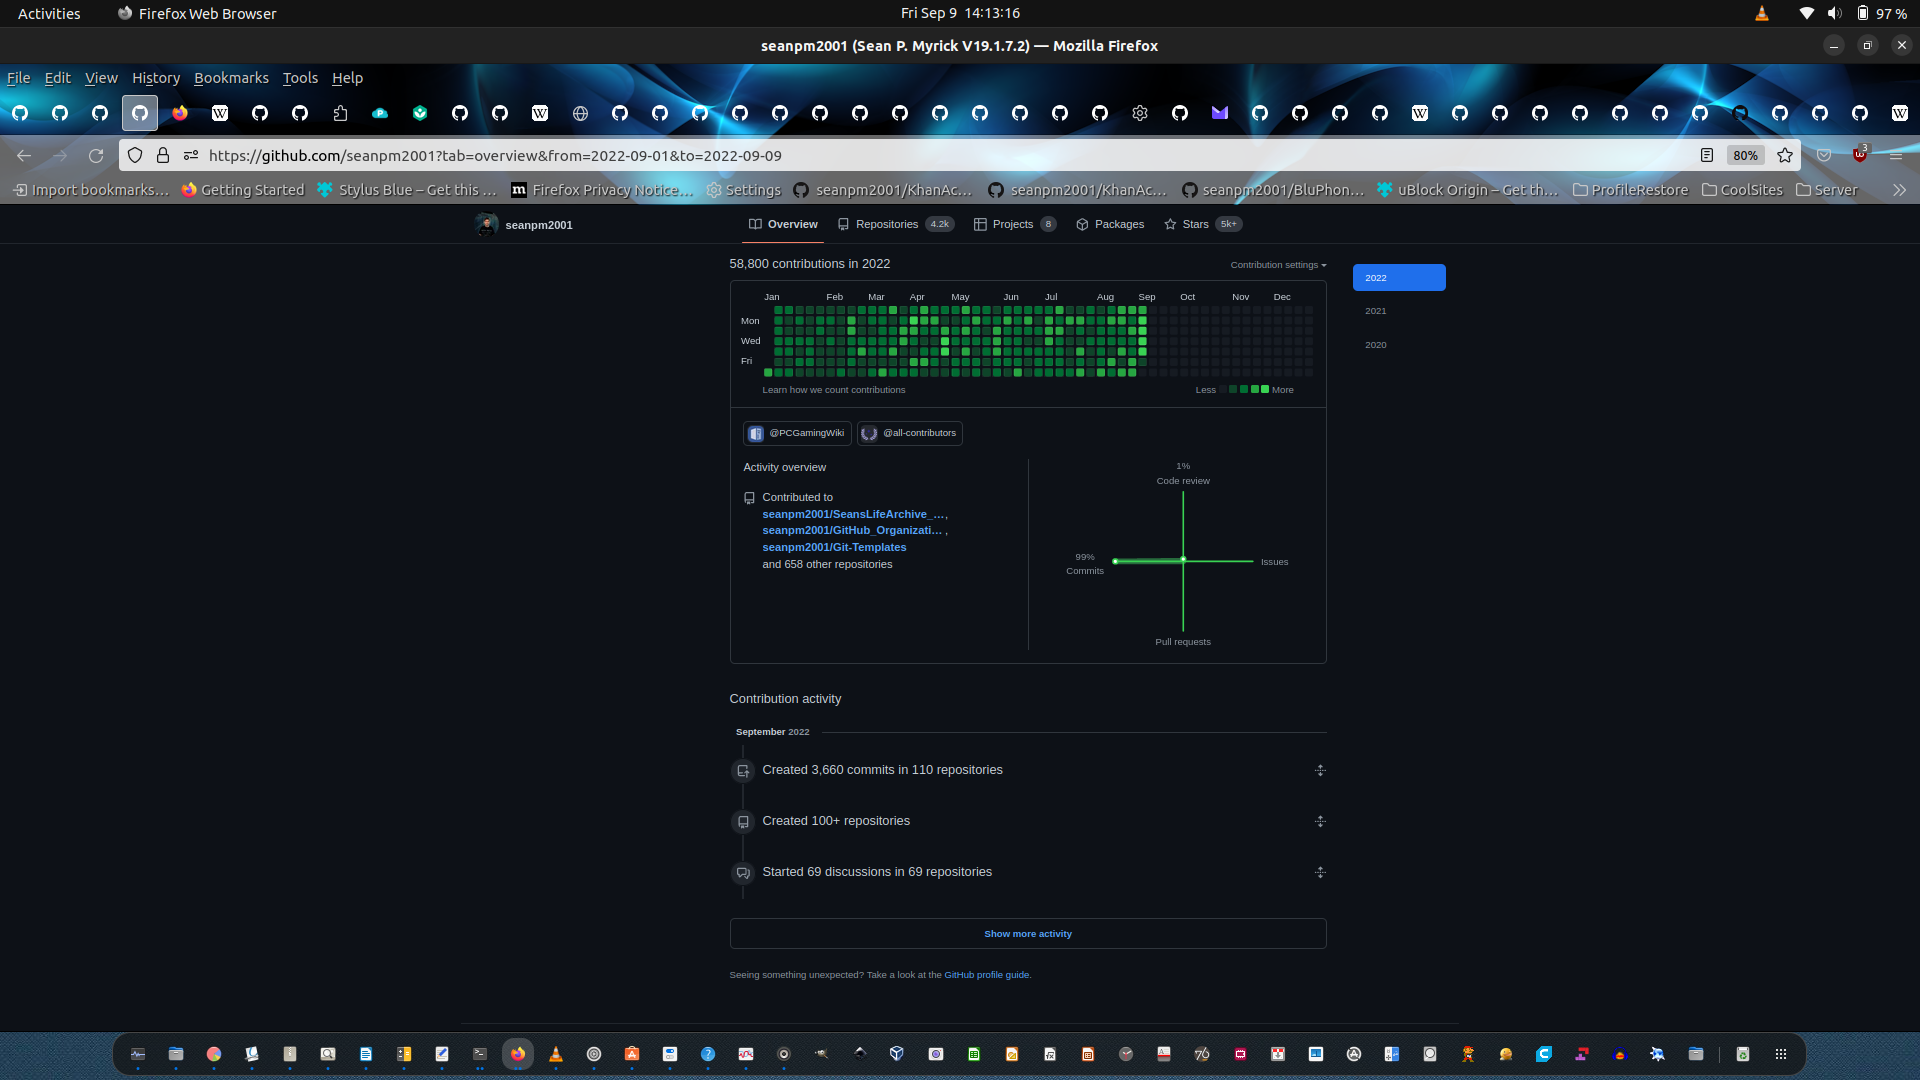 Activities Firefox Web Browser Fri Sep 9 14:13:16 97 %
seanpm2001 (Sean P. Myrick V19.1.7.2) — Mozilla Firefox
File Edit View History Bookmarks Tools Help
https://github.com/seanpm2001?tab=overview&from=2022-09-01&to=2022-09-09 80% 3
Import bookmarks… Getting Started Stylus Blue – Get this … Firefox Privacy Notice… Settings seanpm2001/KhanAc… seanpm2001/KhanAc… seanpm2001/BluPhon… uBlock Origin – Get th… ProfileRestore CoolSites Server
seanpm2001 Overview Repositories 4.2k Projects 8 Packages Stars 5k+
58,800 contributions in 2022 Contribution settings
2022
2021
2020
Jan Feb Mar Apr May Jun Jul Aug Sep Oct Nov Dec
Mon
Wed
Fri
Learn how we count contributions Less More
@PCGamingWiki @all-contributors
Activity overview
Contributed to
seanpm2001/SeansLifeArchive_…,
seanpm2001/GitHub_Organizati… ,
seanpm2001/Git-Templates
and 658 other repositories
1%
Code review
99%
Commits
Issues
Pull requests
Contribution activity
September 2022
Created 3,660 commits in 110 repositories
Created 100+ repositories
Started 69 discussions in 69 repositories
Show more activity
Seeing something unexpected? Take a look at the GitHub profile guide.